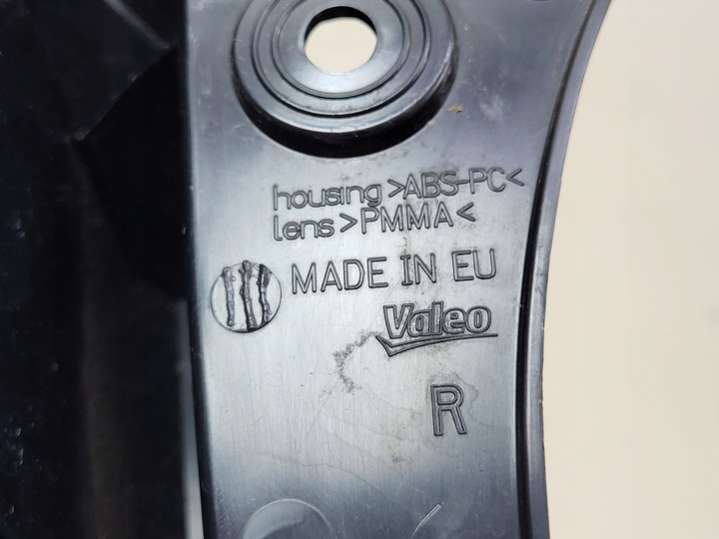 housing >ABS-PC<
lens >PMMA<
MADE IN EU
Valeo
R